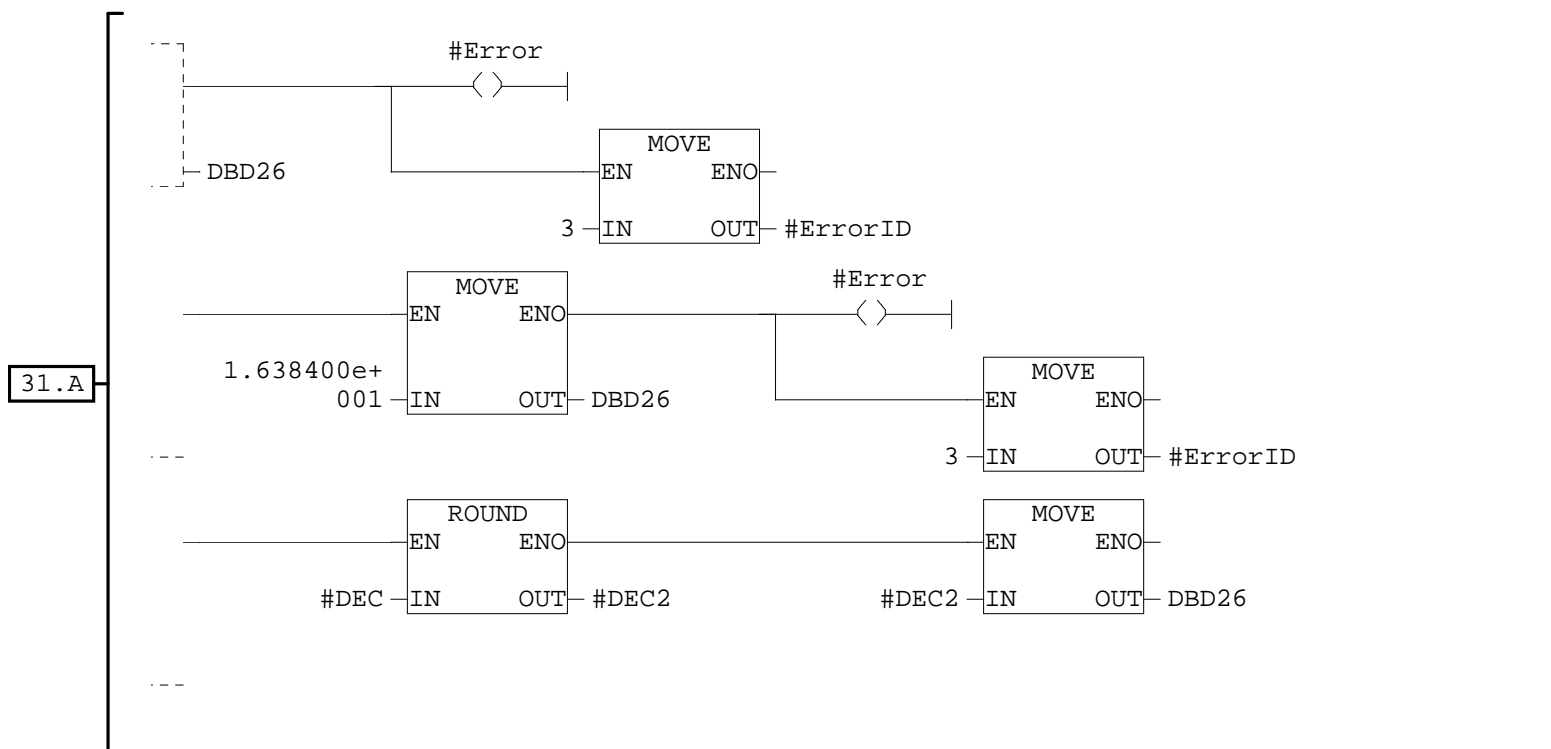 #Error
MOVE
DBD26 EN ENO
3 IN OUT #ErrorID
MOVE #Error
EN ENO
31.A 1.638400e+ MOVE
001 IN OUT DBD26 EN ENO
3 IN OUT #ErrorID
ROUND MOVE
EN ENO EN ENO
#DEC IN OUT #DEC2 #DEC2 IN OUT DBD26